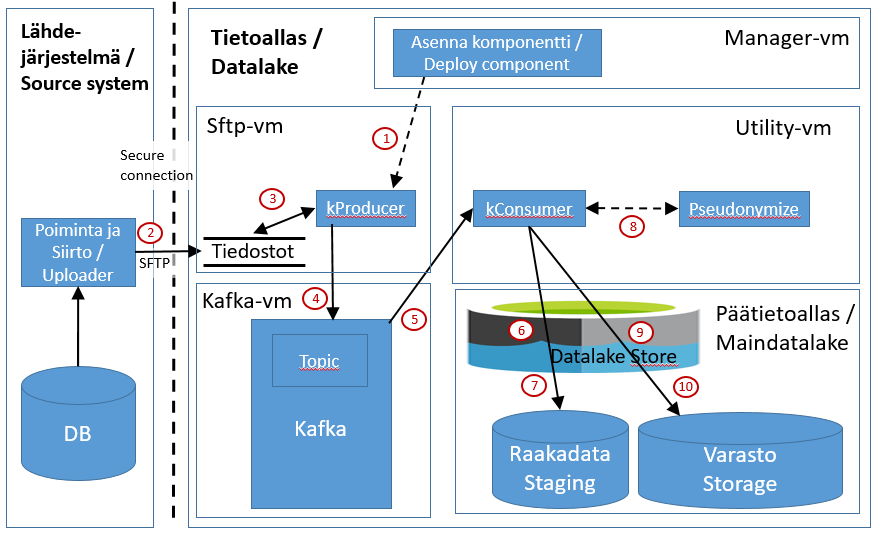 Lähde-
järjestelmä /
Source system
Tietoallas /
Datalake
Asenna komponentti /
Deploy component
Manager-vm
1
Sftp-vm
Utility-vm
Secure
connection
3
kProducer
kConsumer
8
Pseudonymize
Poiminta ja
Siirto /
Uploader
2
SFTP
Tiedostot
Kafka-vm
4
5
Topic
Kafka
DB
Päätietoallas /
Maindatalake
6
9
Datalake Store
7
10
Raakadata
Staging
Varasto
Storage